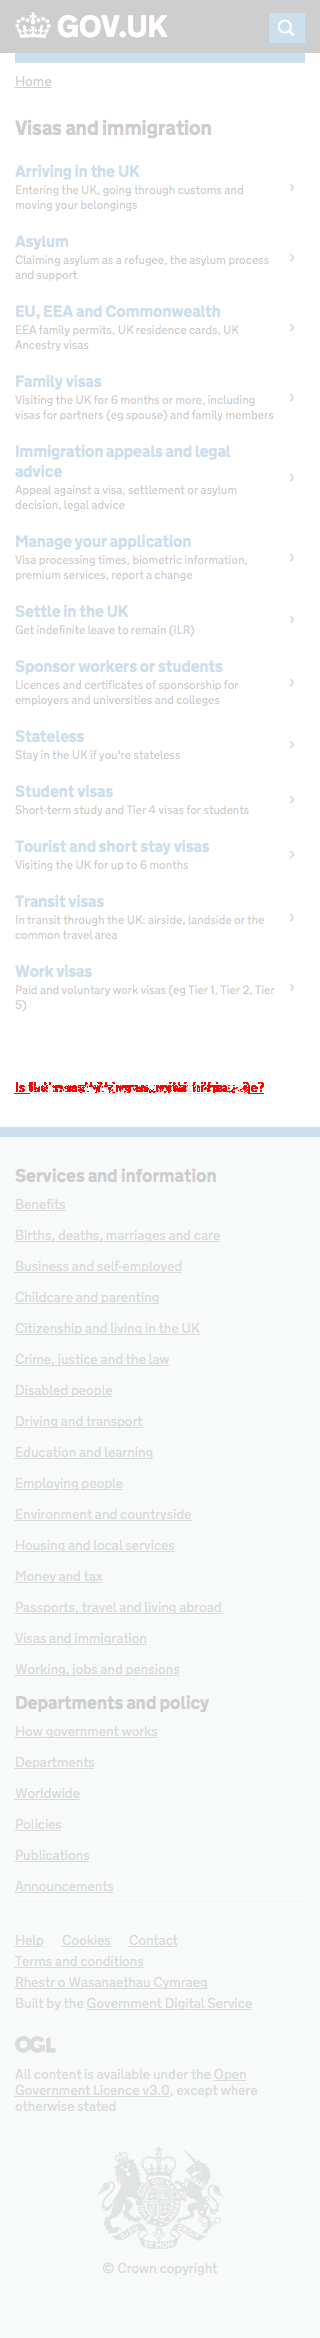 GOV.UK
Home
Visas and immigration
Arriving in the UK
Entering the UK, going through customs and
moving your belongings
Asylum
Claiming asylum as a refugee, the asylum process
and support
EU, EEA and Commonwealth
EEA family permits, UK residence cards, UK
Ancestry visas
Family visas
Visiting the UK for 6 months or more, including
visas for partners (eg spouse) and family members
Immigration appeals and legal
advice
Appeal against a visa, settlement or asylum
decision, legal advice
Manage your application
Visa processing times, biometric information,
premium services, report a change
Settle in the UK
Get indefinite leave to remain (ILR)
Sponsor workers or students
Licences and certificates of sponsorship for
employers and universities and colleges
Stateless
Stay in the UK if you're stateless
Student visas
Short-term study and Tier 4 visas for students
Tourist and short stay visas
Visiting the UK for up to 6 months
Transit visas
In transit through the UK: airside, landside or the
common travel area
Work visas
Paid and voluntary work visas (eg Tier 1, Tier 2, Tier
5)
Is
Services and information
Benefits
Births, deaths, marriages and care
Business and self-employed
Childcare and parenting
Citizenship and living in the UK
Crime, justice and the law
Disabled people
Driving and transport
Education and learning
Employing people
Environment and countryside
Housing and local services
Money and tax
Passports, travel and living abroad
Visas and immigration
Working, jobs and pensions
Departments and policy
How government works
Departments
Worldwide
Policies
Publications
Announcements
Help Cookies Contact
Terms and conditions
Rhestr o Wasanaethau Cymraeg
Built by the Government Digital Service
OGL
All content is available under the Open
Government Licence v3.0, except where
otherwise stated
© Crown copyright